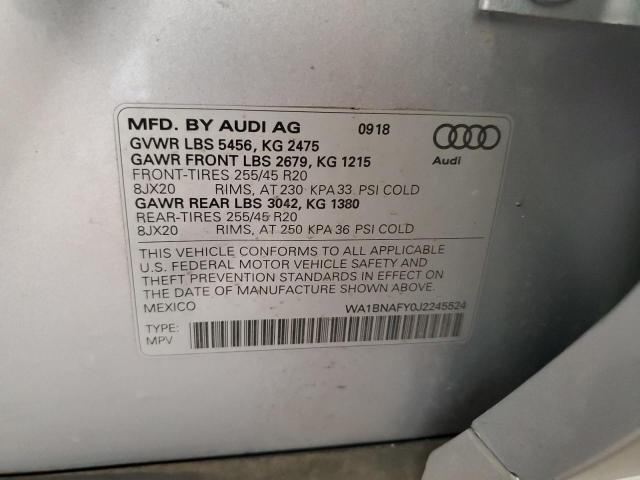 MFD. BY AUDI AG 0918
GVWR LBS 5456, KG 2475
GAWR FRONT LBS 2679, KG 1215
FRONT-TIRES 255/45 R20
8JX20 RIMS, AT 230 KPA 33 PSI COLD
GAWR REAR LBS 3042, KG 1380
REAR-TIRES 255/45 R20
8JX20 RIMS, AT 250 KPA 36 PSI COLD
Audi
THIS VEHICLE CONFORMS TO ALL APPLICABLE
U.S. FEDERAL MOTOR VEHICLE SAFETY AND
THEFT PREVENTION STANDARDS IN EFFECT ON
THE DATE OF MANUFACTURE SHOWN ABOVE.
MEXICO WA1BNAFY0J2245524
TYPE:
MPV